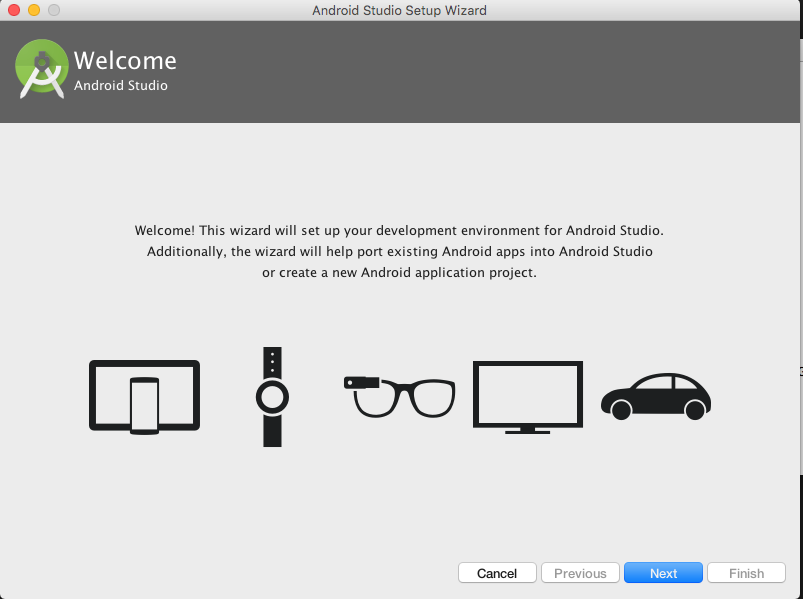 Android Studio Setup Wizard
Welcome
Android Studio
Welcome! This wizard will set up your development environment for Android Studio.
Additionally, the wizard will help port existing Android apps into Android Studio
or create a new Android application project.
Cancel
Previous
Next
Finish